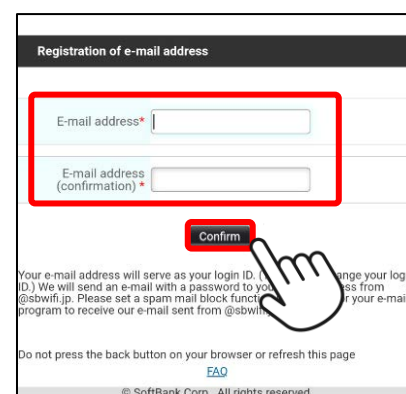 Registration of e-mail address
E-mail address*
E-mail address
(confirmation) *
Confirm
Your e-mail address will serve as your login ID. ( ange your log
ID.) We will send an e-mail with a password to you ess from
@sbwifi.jp. Please set a spam mail block functi or your e-mai
program to receive our e-mail sent from @sbwifi
Do not press the back button on your browser or refresh this page
FAQ
© SoftBank Corp. All rights reserved